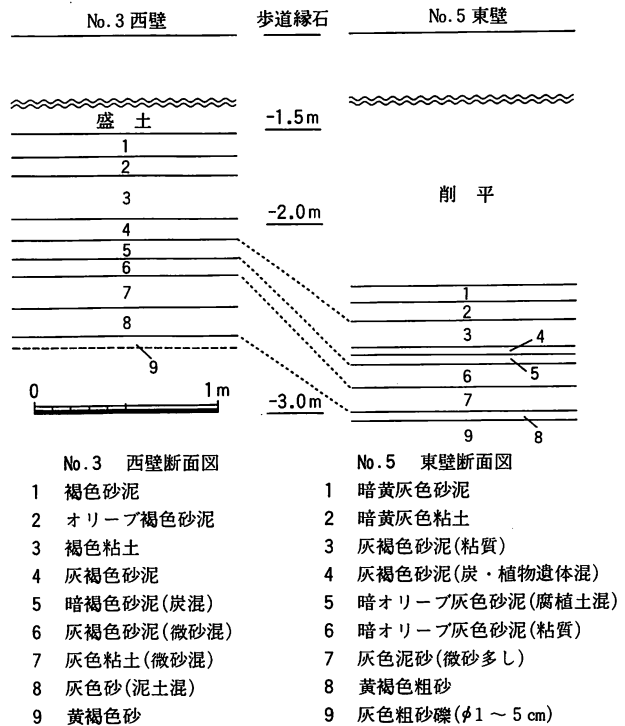 No.3 西壁
歩道縁石
No.5 東壁
盛 土
1
2
3
4
5
6
7
8
9
-1.5m
-2.0m
-3.0m
削 平
1
2
3
4
5
6
7
8
9
0 1m
No.3 西壁断面図
1 褐色砂泥
2 オリーブ褐色砂泥
3 褐色粘土
4 灰褐色砂泥
5 暗褐色砂泥(炭混)
6 灰褐色砂泥(微砂混)
7 灰色粘土(微砂混)
8 灰色砂(泥土混)
9 黄褐色砂
No.5 東壁断面図
1 暗黄灰色砂泥
2 暗黄灰色粘土
3 灰褐色砂泥(粘質)
4 灰褐色砂泥(炭・植物遺体混)
5 暗オリーブ灰色砂泥(腐植土混)
6 暗オリーブ灰色砂泥(粘質)
7 灰色泥砂(微砂多し)
8 黄褐色粗砂
9 灰色粗砂礫(φ1～5㎝)